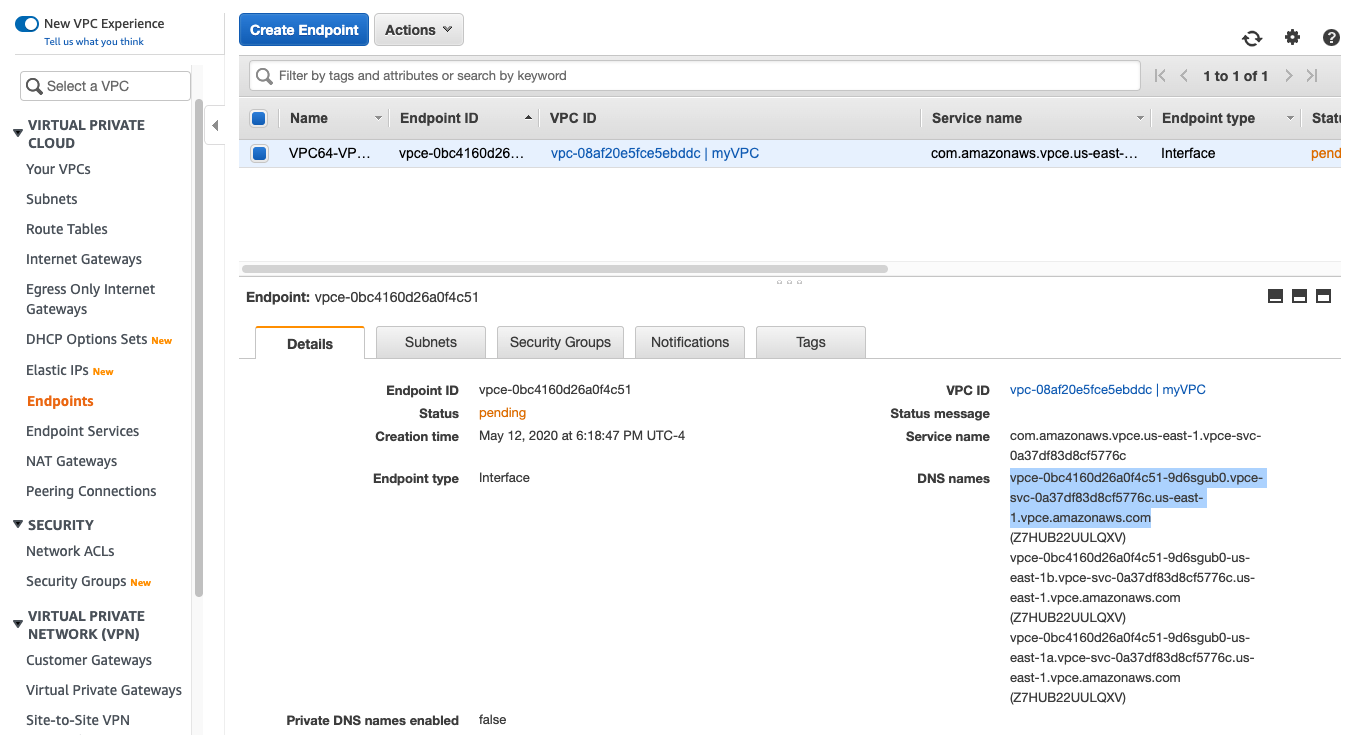 New VPC Experience
Tell us what you think
Select a VPC
VIRTUAL PRIVATE
CLOUD
Your VPCs
Subnets
Route Tables
Internet Gateways
Egress Only Internet
Gateways
DHCP Options Sets New
Elastic IPs New
Endpoints
Endpoint Services
NAT Gateways
Peering Connections
SECURITY
Network ACLs
Security Groups New
VIRTUAL PRIVATE
NETWORK (VPN)
Customer Gateways
Virtual Private Gateways
Site-to-Site VPN
Create Endpoint Actions
Filter by tags and attributes or search by keyword
1 to 1 of 1
Name Endpoint ID VPC ID Service name Endpoint type Statu
VPC64-VP… vpce-0bc4160d26… vpc-08af20e5fce5ebddc | myVPC com.amazonaws.vpce.us-east-… Interface pend
Endpoint: vpce-0bc4160d26a0f4c51
Details Subnets Security Groups Notifications Tags
Endpoint ID vpce-0bc4160d26a0f4c51
Status pending
Creation time May 12, 2020 at 6:18:47 PM UTC-4
Endpoint type Interface
Private DNS names enabled false
VPC ID vpc-08af20e5fce5ebddc | myVPC
Status message
Service name com.amazonaws.vpce.us-east-1.vpce-svc-
0a37df83d8cf5776c
DNS names vpce-0bc4160d26a0f4c51-9d6sgub0.vpce-
svc-0a37df83d8cf5776c.us-east-
1.vpce.amazonaws.com
(Z7HUB22UULQXV)
vpce-0bc4160d26a0f4c51-9d6sgub0-us-
east-1b.vpce-svc-0a37df83d8cf5776c.us-
east-1.vpce.amazonaws.com
(Z7HUB22UULQXV)
vpce-0bc4160d26a0f4c51-9d6sgub0-us-
east-1a.vpce-svc-0a37df83d8cf5776c.us-
east-1.vpce.amazonaws.com
(Z7HUB22UULQXV)